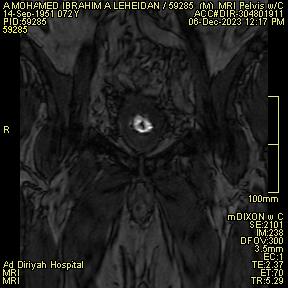 A MOHAMED IBRAHIM A LEHEIDAN / 59285 (M) MRI Pelvis w/C
14-Sep-1951 072Y ACC#DIR-304801911
PID:59285 06-Dec-2023 12:17 PM
59285
R
100mm
mDIXON w C
SE:2101
IM:238
DFOV:300
3.5mm
Ad Diriyah Hospital EC:1
MRI TE:2.37
MRI ET:70
TR:5.29